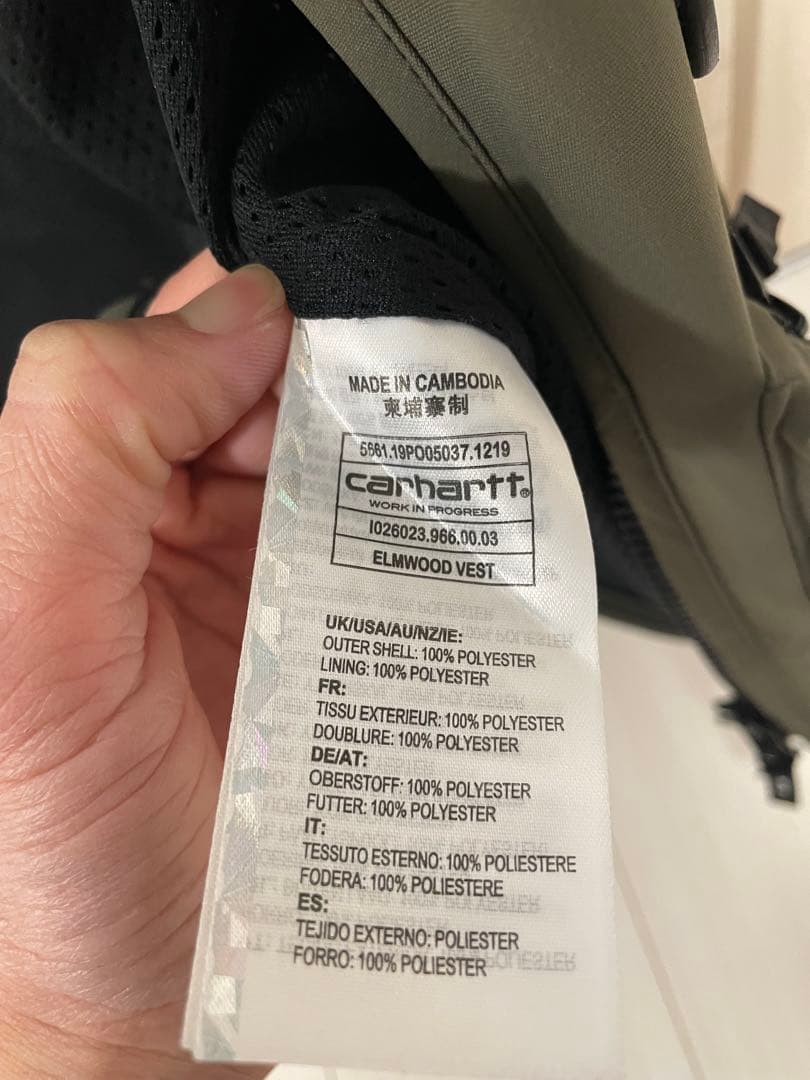 MADE IN CAMBODIA
柬埔寨制
5661.19PO05037.1219
carhartt®
WORK IN PROGRESS
I026023.966.00.03
ELMWOOD VEST
UK/USA/AU/NZ/IE:
OUTER SHELL: 100% POLYESTER
LINING: 100% POLYESTER
FR:
TISSU EXTERIEUR: 100% POLYESTER
DOUBLURE: 100% POLYESTER
DE/AT:
OBERSTOFF: 100% POLYESTER
FUTTER: 100% POLYESTER
IT:
TESSUTO ESTERNO: 100% POLIESTERE
FODERA: 100% POLIESTERE
ES:
TEJIDO EXTERNO: POLIESTER
FORRO: 100% POLIESTER